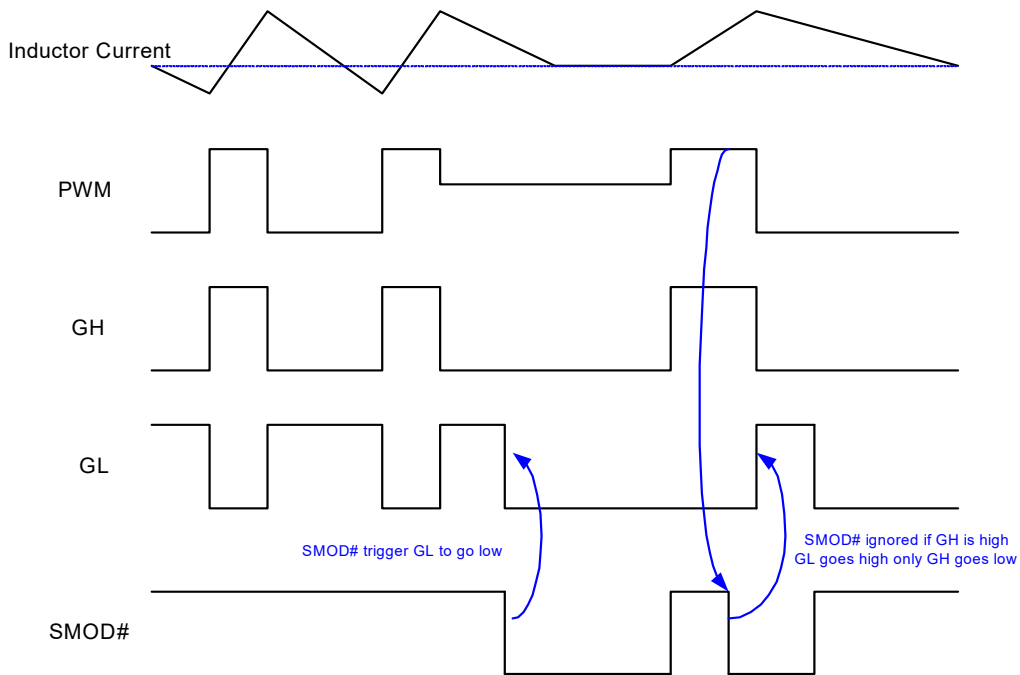 Inductor Current
PWM
GH
GL
SMOD# trigger GL to go low
SMOD# ignored if GH is high
GL goes high only GH goes low
SMOD#